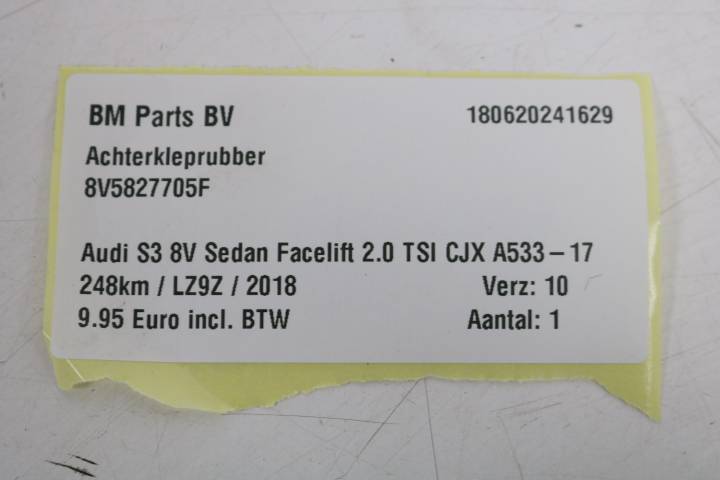 BM Parts BV 180620241629
Achterkleprubber
8V5827705F
Audi S3 8V Sedan Facelift 2.0 TSI CJX A533-17
248km / LZ9Z / 2018 Verz: 10
9.95 Euro incl. BTW Aantal: 1